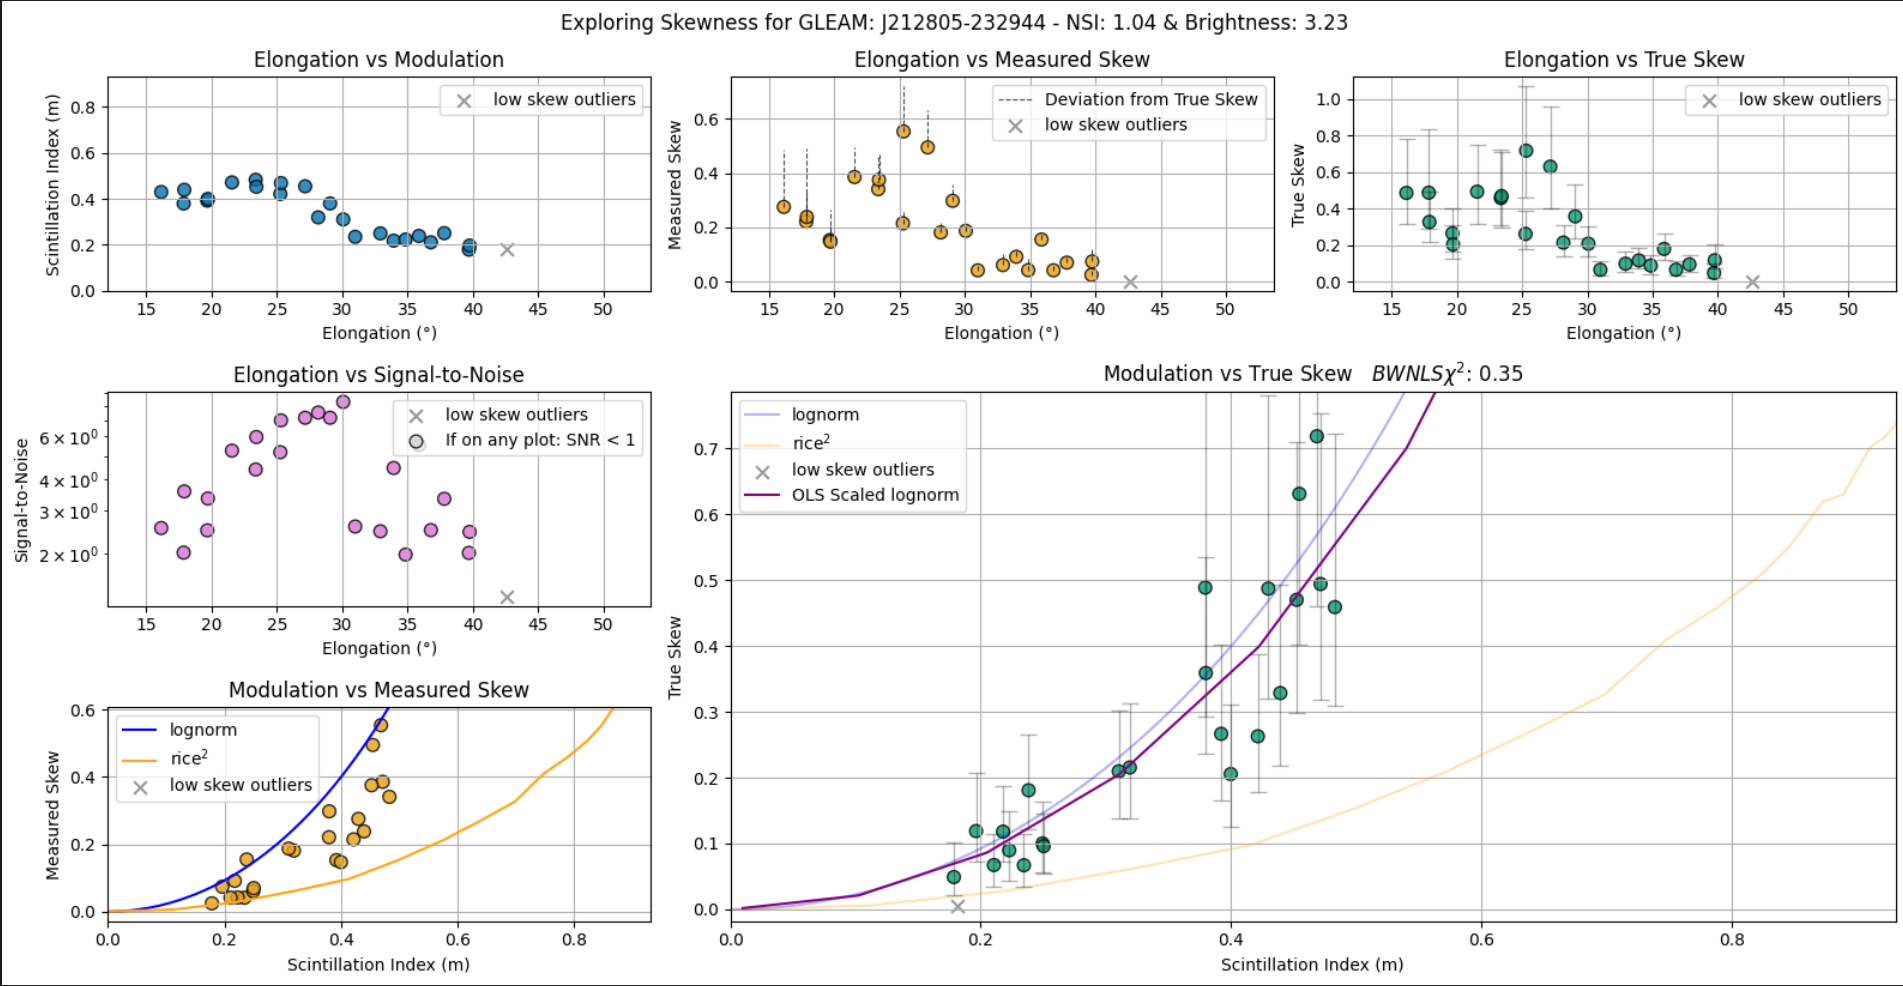 Exploring Skewness for GLEAM: J212805-232944 - NSI: 1.04 & Brightness: 3.23
Elongation vs Modulation
low skew outliers
Scintillation Index (m)
0.8
0.6
0.4
0.2
0.0
15 20 25 30 35 40 45 50
Elongation (°)
Elongation vs Measured Skew
Deviation from True Skew
low skew outliers
Measured Skew
0.6
0.4
0.2
0.0
15 20 25 30 35 40 45 50
Elongation (°)
Elongation vs True Skew
low skew outliers
True Skew
1.0
0.8
0.6
0.4
0.2
0.0
15 20 25 30 35 40 45 50
Elongation (°)
Elongation vs Signal-to-Noise
low skew outliers
If on any plot: SNR < 1
Signal-to-Noise
6 × 10⁰
4 × 10⁰
3 × 10⁰
2 × 10⁰
15 20 25 30 35 40 45 50
Elongation (°)
Modulation vs Measured Skew
lognorm
rice²
low skew outliers
Measured Skew
0.6
0.4
0.2
0.0
0.0 0.2 0.4 0.6 0.8
Scintillation Index (m)
Modulation vs True Skew BWNLSχ²: 0.35
lognorm
rice²
low skew outliers
OLS Scaled lognorm
True Skew
0.7
0.6
0.5
0.4
0.3
0.2
0.1
0.0
0.0 0.2 0.4 0.6 0.8
Scintillation Index (m)